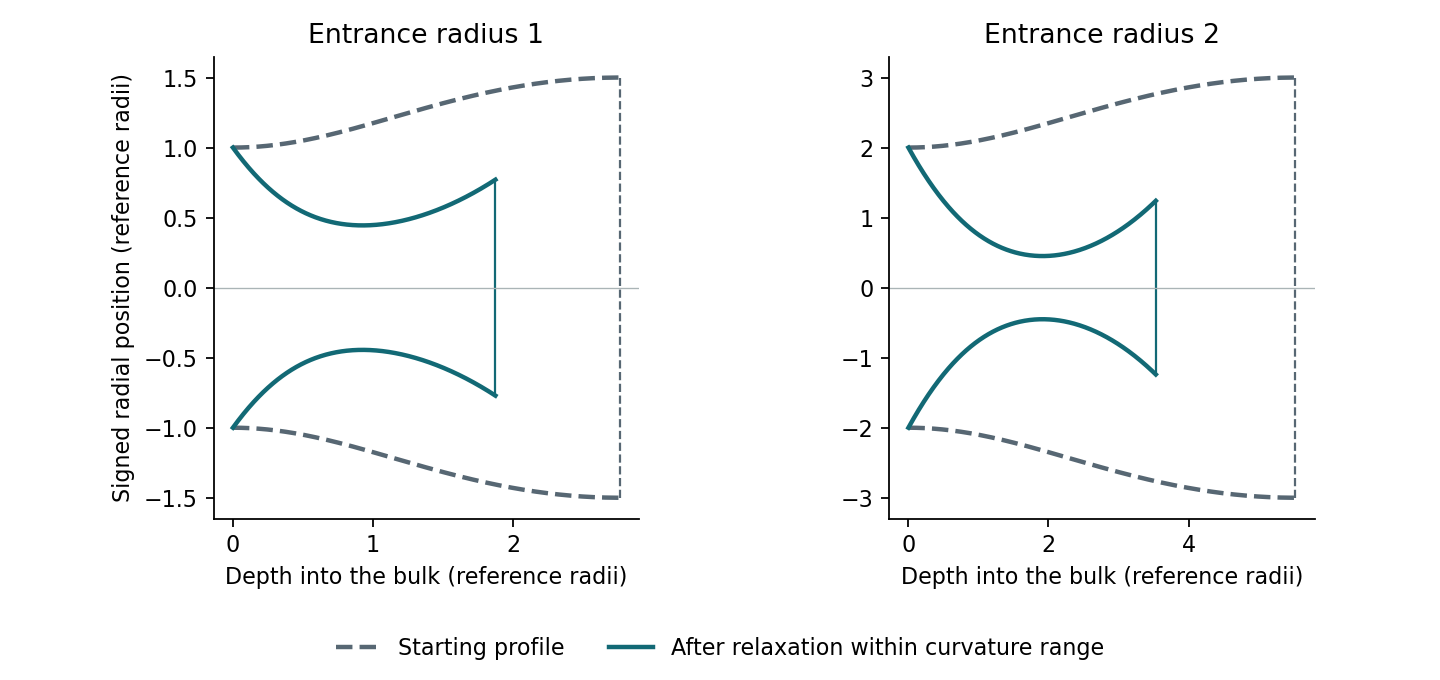 Entrance radius 1
Entrance radius 2
Signed radial position (reference radii)
1.5
1.0
0.5
0.0
−0.5
−1.0
−1.5
0
1
2
Depth into the bulk (reference radii)
3
2
1
0
−1
−2
−3
0
2
4
Depth into the bulk (reference radii)
Starting profile
After relaxation within curvature range